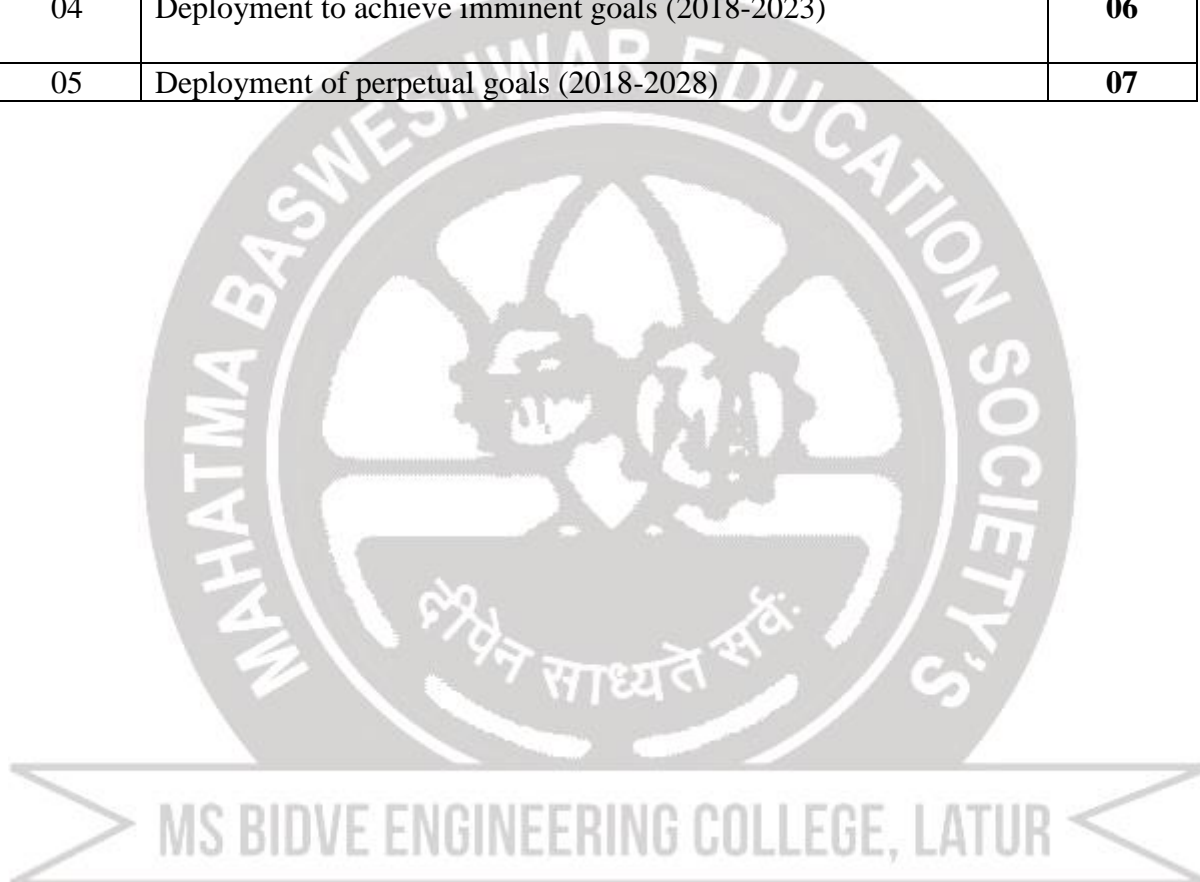 04 Deployment to achieve imminent goals (2018-2023) 06
05 Deployment of perpetual goals (2018-2028) 07
MAHATMA BASWESHWAR EDUCATION SOCIETY'S
दीपेन साध्यते सर्वः
MS BIDVE ENGINEERING COLLEGE, LATUR